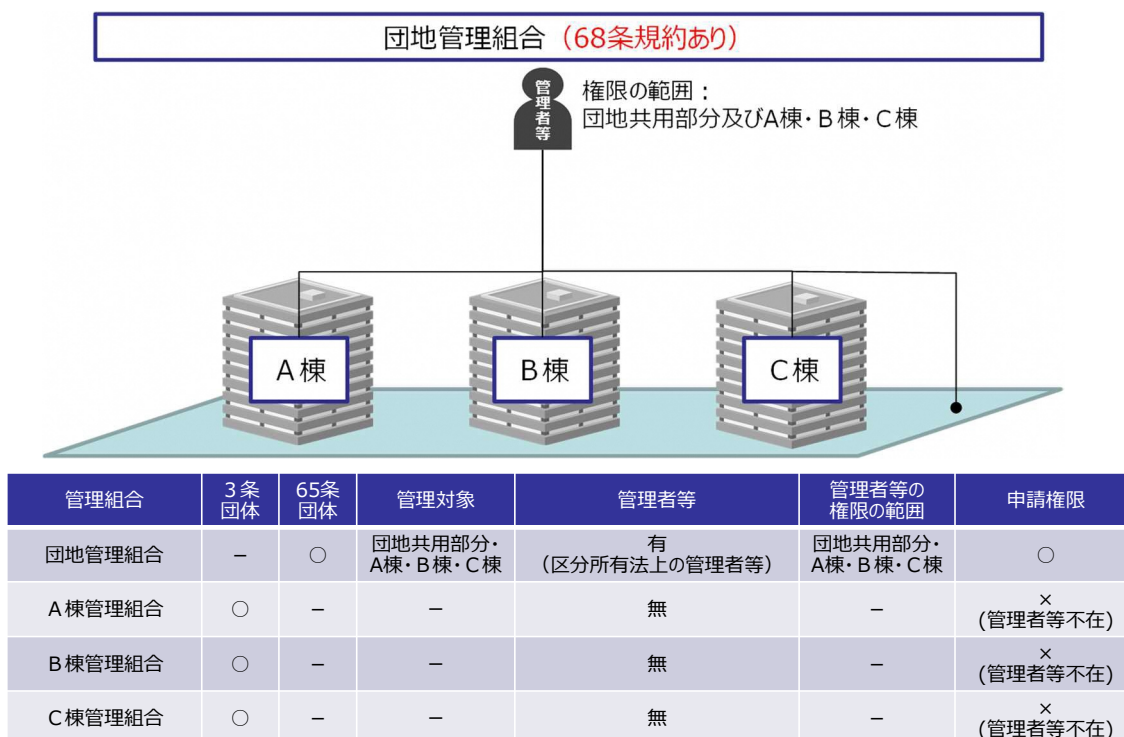 団地管理組合（68条規約あり）
管理者等
権限の範囲：
団地共用部分及びA棟・B棟・C棟
A棟
B棟
C棟
管理組合
3条
団体
65条
団体
管理対象
管理者等
管理者等の
権限の範囲
申請権限
団地管理組合
－
○
団地共用部分・
A棟・B棟・C棟
有
（区分所有法上の管理者等）
団地共用部分・
A棟・B棟・C棟
○
A棟管理組合
○
－
－
無
－
×
(管理者等不在)
B棟管理組合
○
－
－
無
－
×
(管理者等不在)
C棟管理組合
○
－
－
無
－
×
(管理者等不在)